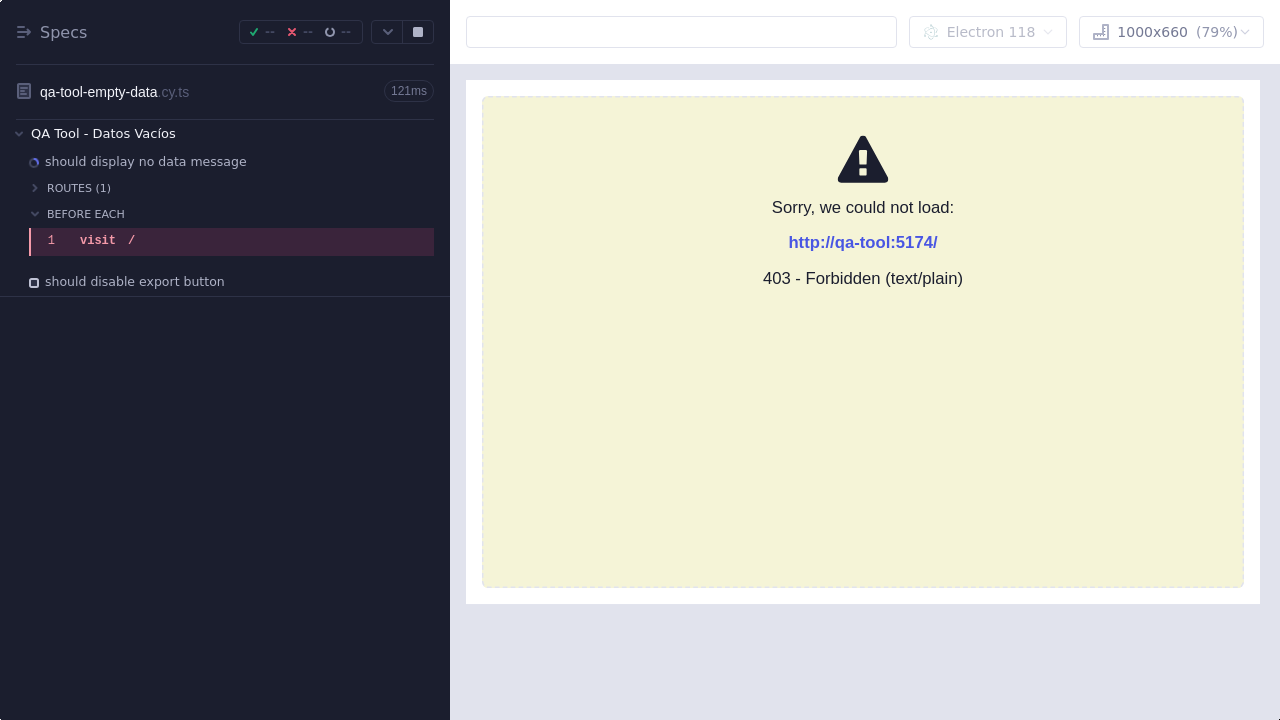 Specs
--
--
--
qa-tool-empty-data.cy.ts
121ms
QA Tool - Datos Vacíos
should display no data message
ROUTES (1)
BEFORE EACH
1 visit /
should disable export button
Electron 118
1000x660 (79%)
Sorry, we could not load:
http://qa-tool:5174/
403 - Forbidden (text/plain)